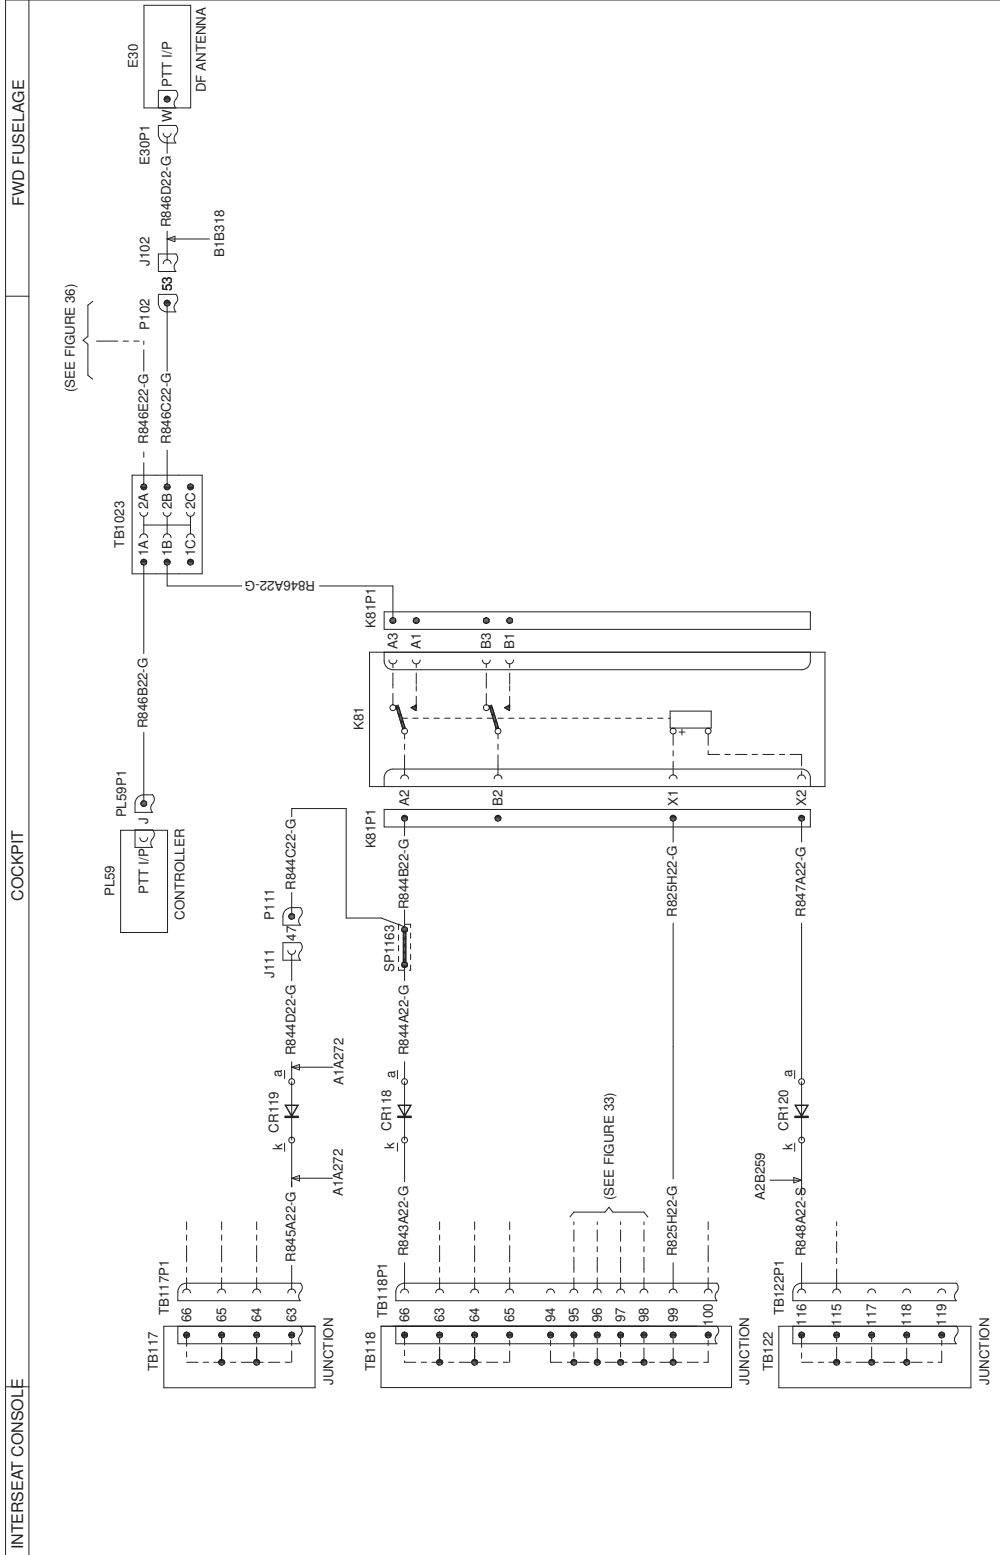 INTERSEAT CONSOLE
COCKPIT
FWD FUSELAGE
E30
PTT I/P
DF ANTENNA
W
E30P1
R846D22-G
B1B318
J102
53
P102
(SEE FIGURE 36)
R846E22-G
R846C22-G
TB1023
1A 2A
1B 2B
1C 2C
R846A22-G
R846B22-G
PL59P1
J
PL59
PTT I/P
CONTROLLER
K81P1
A3
A1
B3
B1
K81
+
A2
B2
X1
X2
K81P1
R844C22-G
P111
47
J111
R844D22-G
A1A272
a
CR119
k
A1A272
R845A22-G
TB117P1
66
65
64
63
TB117
JUNCTION
R844B22-G
SP1163
R844A22-G
a
CR118
k
R843A22-G
TB118P1
66
63
64
65
94
95
96
97
98
99
100
TB118
JUNCTION
(SEE FIGURE 33)
R825H22-G
R825H22-G
R847A22-G
a
CR120
k
A2B259
R848A22-S
TB122P1
116
115
117
118
119
TB122
JUNCTION